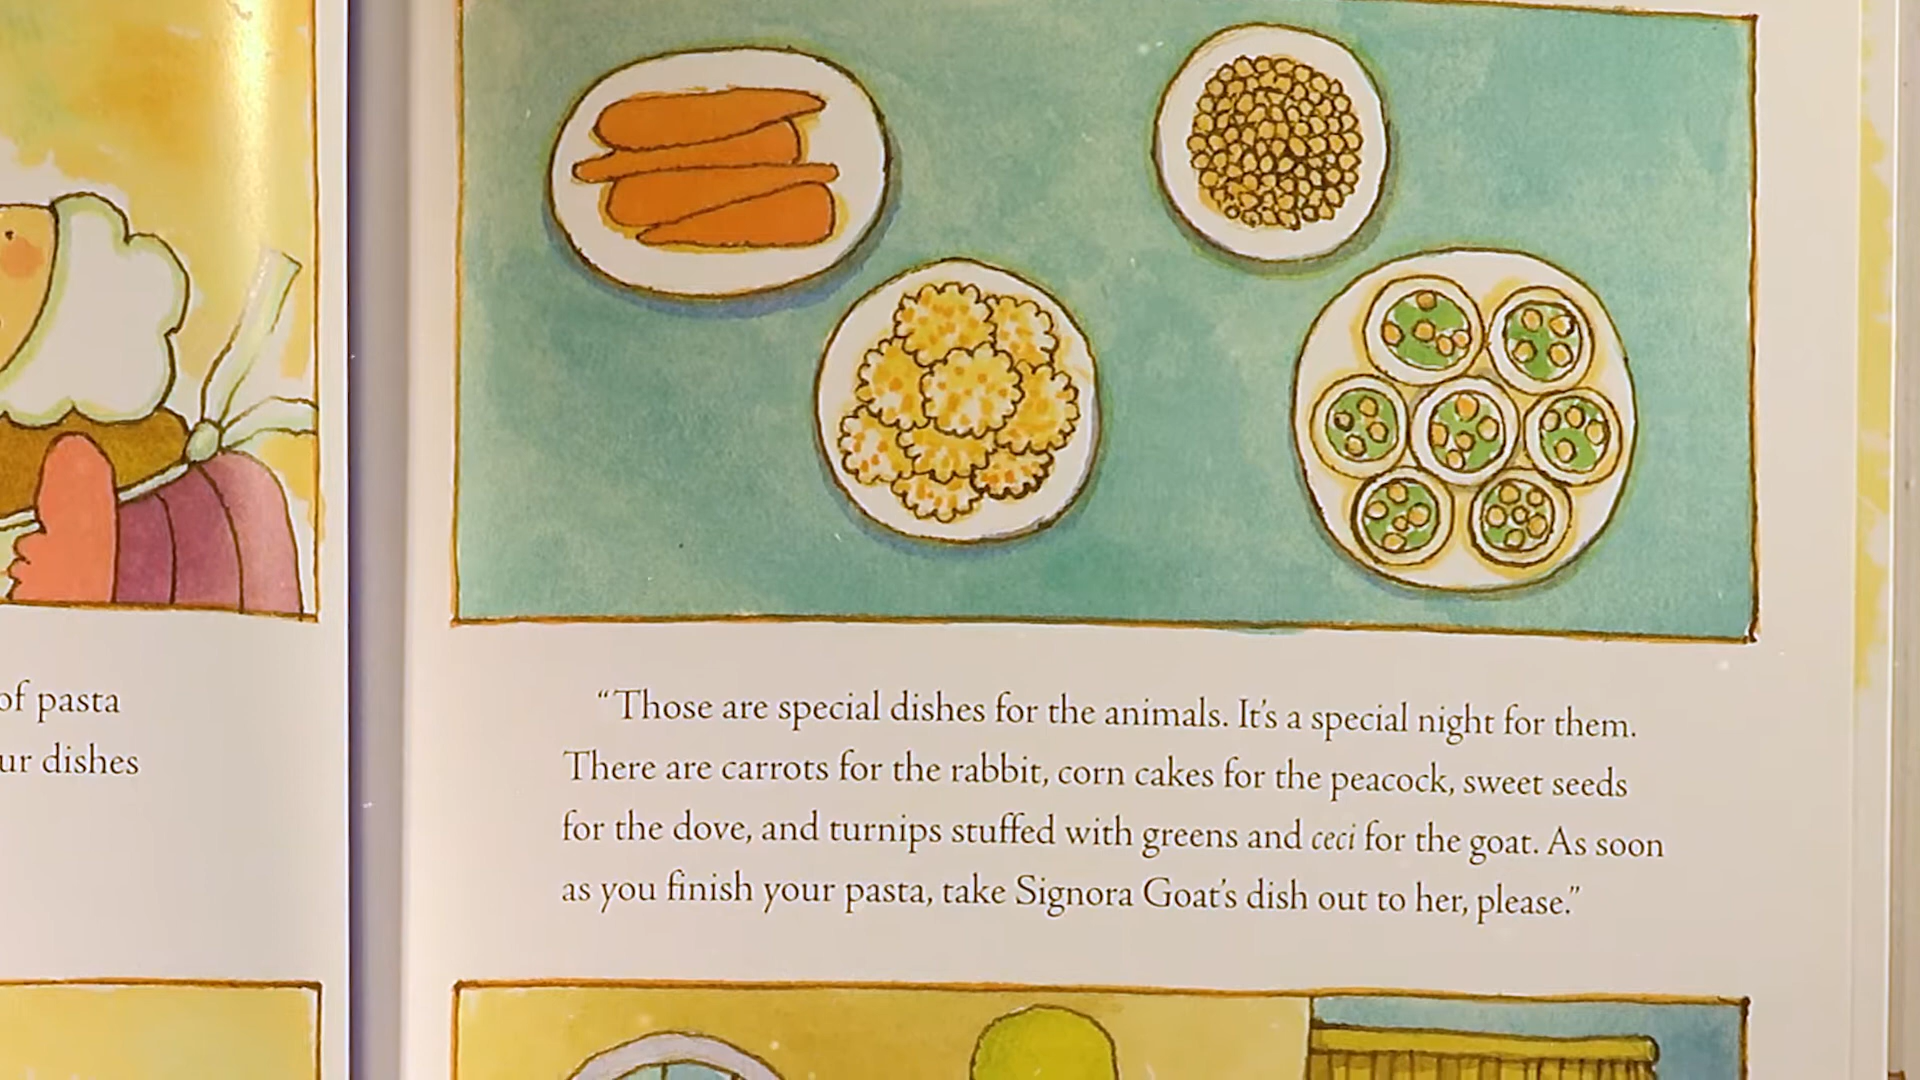 of pasta
ur dishes
“Those are special dishes for the animals. It’s a special night for them.
There are carrots for the rabbit, corn cakes for the peacock, sweet seeds
for the dove, and turnips stuffed with greens and ceci for the goat. As soon
as you finish your pasta, take Signora Goat’s dish out to her, please.”